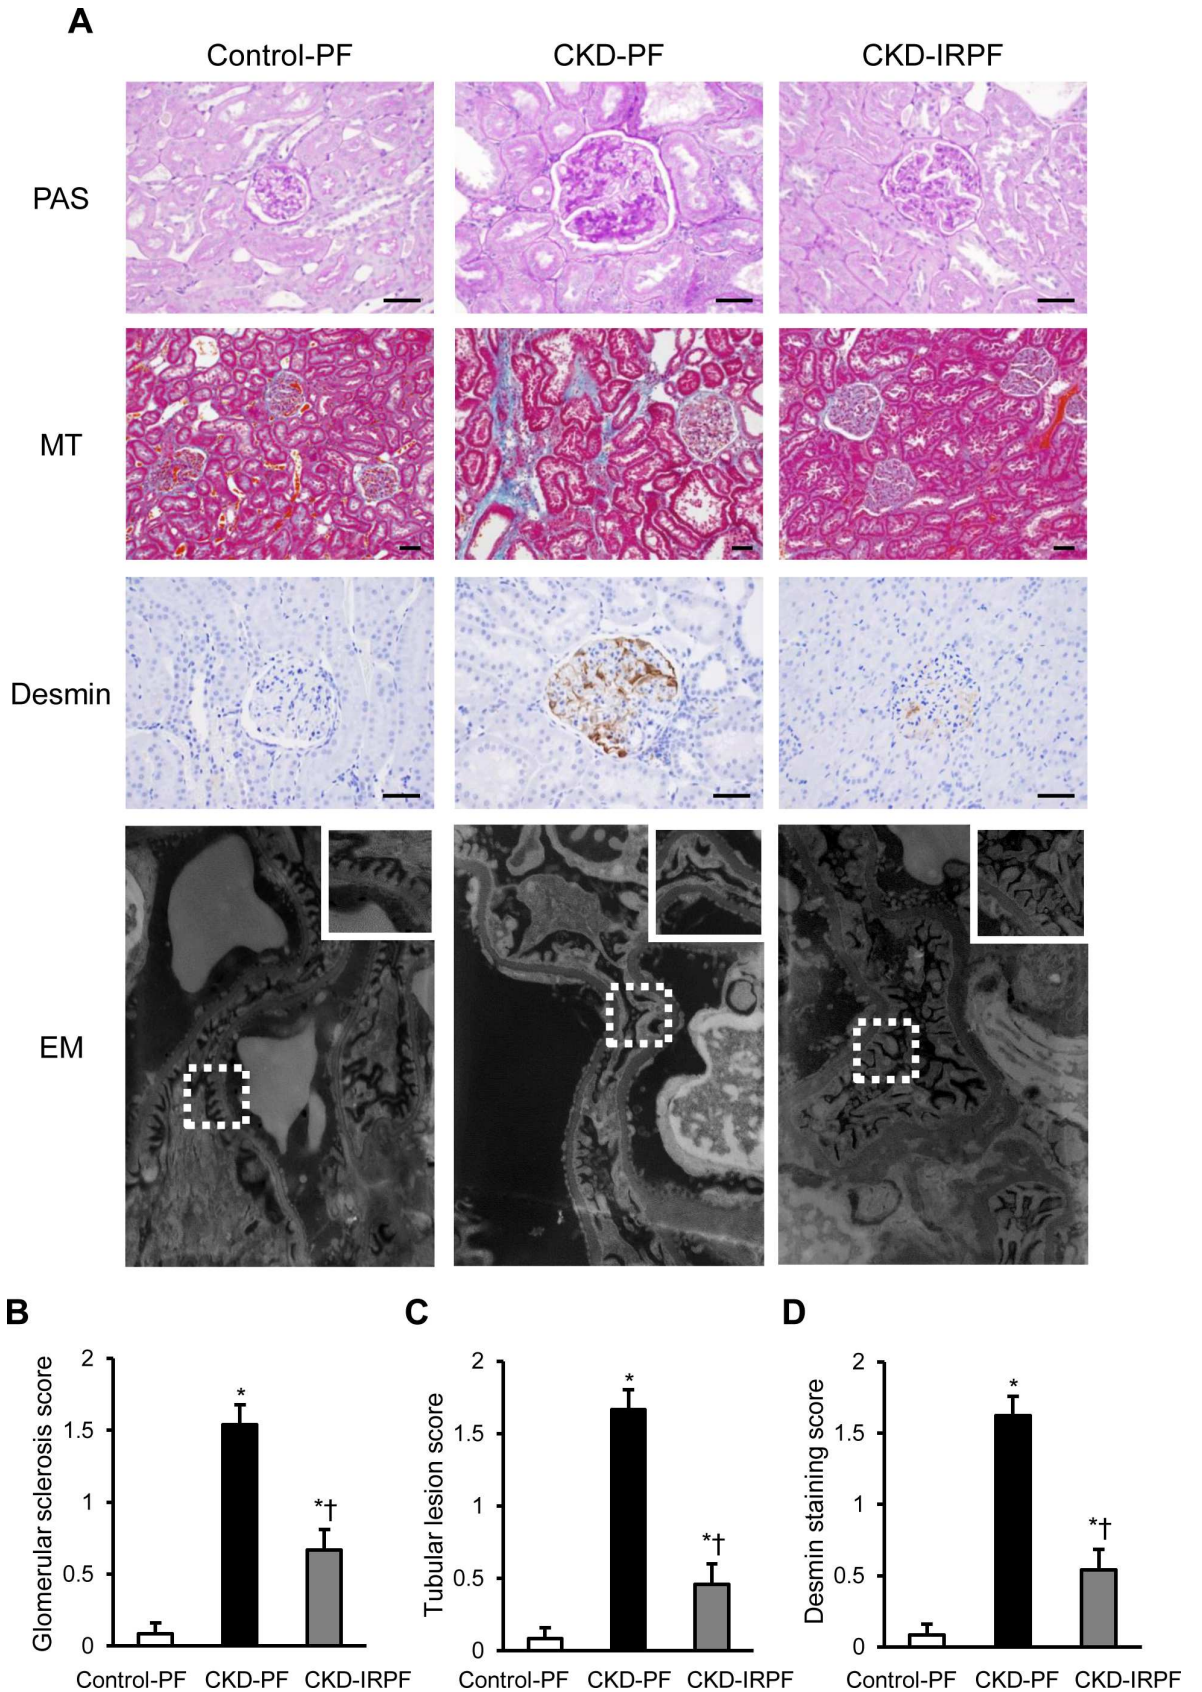 A
Control-PF CKD-PF CKD-IRPF
PAS
MT
Desmin
EM
B
Glomerular sclerosis score
2
1.5
1
0.5
0
*
*†
Control-PF CKD-PF CKD-IRPF
C
Tubular lesion score
2
1.5
1
0.5
0
*
*†
Control-PF CKD-PF CKD-IRPF
D
Desmin staining score
2
1.5
1
0.5
0
*
*†
Control-PF CKD-PF CKD-IRPF